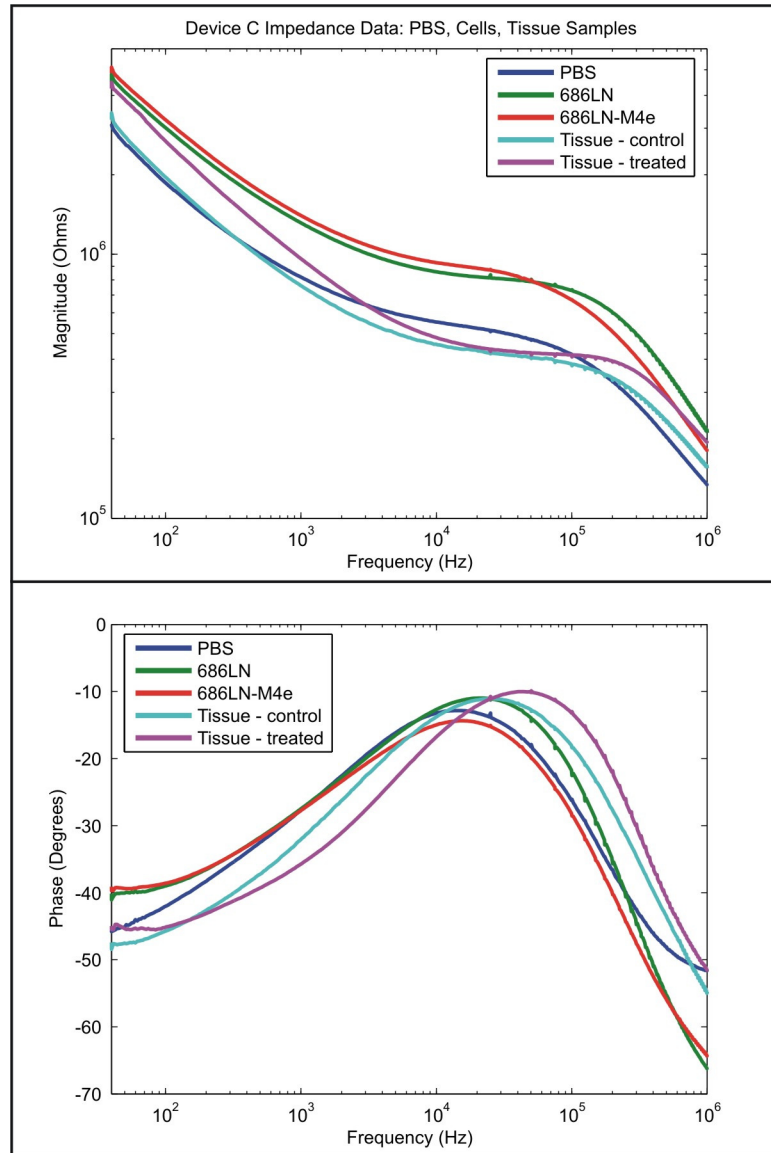 Device C Impedance Data: PBS, Cells, Tissue Samples
PBS
686LN
686LN-M4e
Tissue - control
Tissue - treated
Magnitude (Ohms)
10^6
10^5
10^2 10^3 10^4 10^5 10^6
Frequency (Hz)
PBS
686LN
686LN-M4e
Tissue - control
Tissue - treated
Phase (Degrees)
0
-10
-20
-30
-40
-50
-60
-70
10^2 10^3 10^4 10^5 10^6
Frequency (Hz)